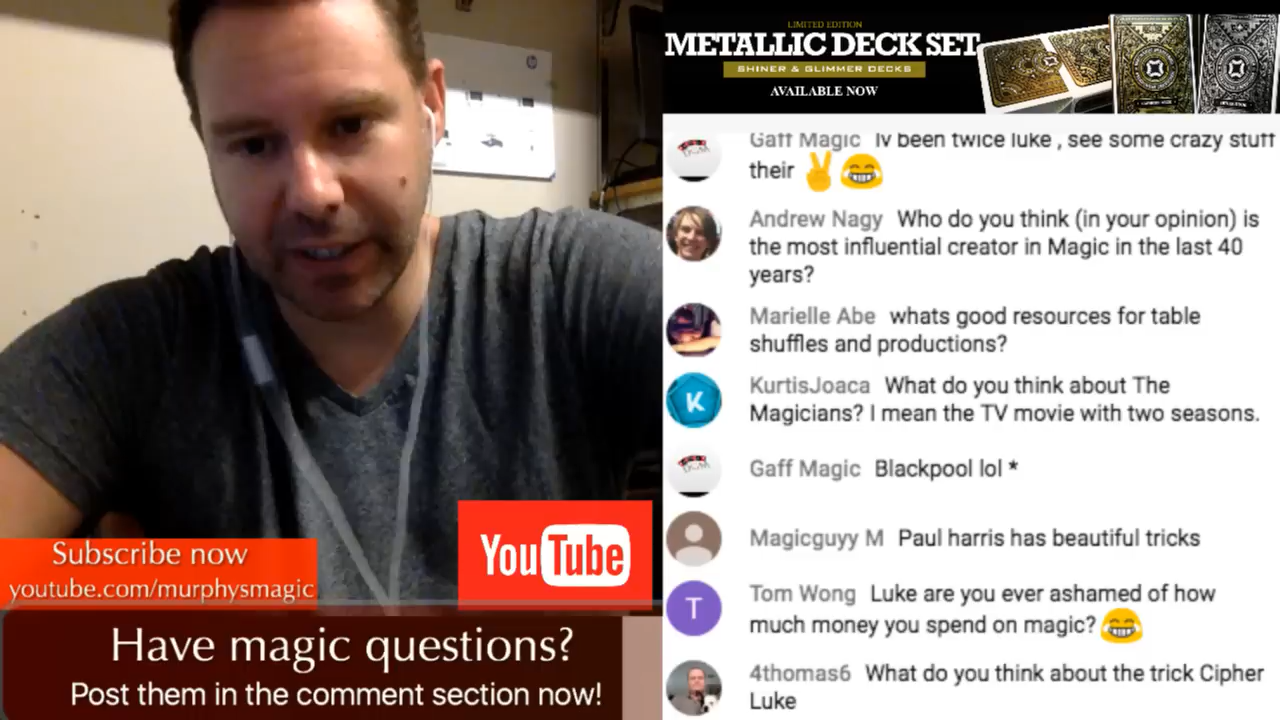 LIMITED EDITION
METALLIC DECK SET
SHINER & GLIMMER DECKS
AVAILABLE NOW
Gaff Magic Iv been twice luke , see some crazy stuff
their ✌😂
Andrew Nagy Who do you think (in your opinion) is
the most influential creator in Magic in the last 40
years?
Marielle Abe whats good resources for table
shuffles and productions?
K
KurtisJoaca What do you think about The
Magicians? I mean the TV movie with two seasons.
Gaff Magic Blackpool lol *
Magicguyy M Paul harris has beautiful tricks
T
Tom Wong Luke are you ever ashamed of how
much money you spend on magic? 😂
4thomas6 What do you think about the trick Cipher
Luke
hp
Subscribe now
youtube.com/murphysmagic
YouTube
Have magic questions?
Post them in the comment section now!